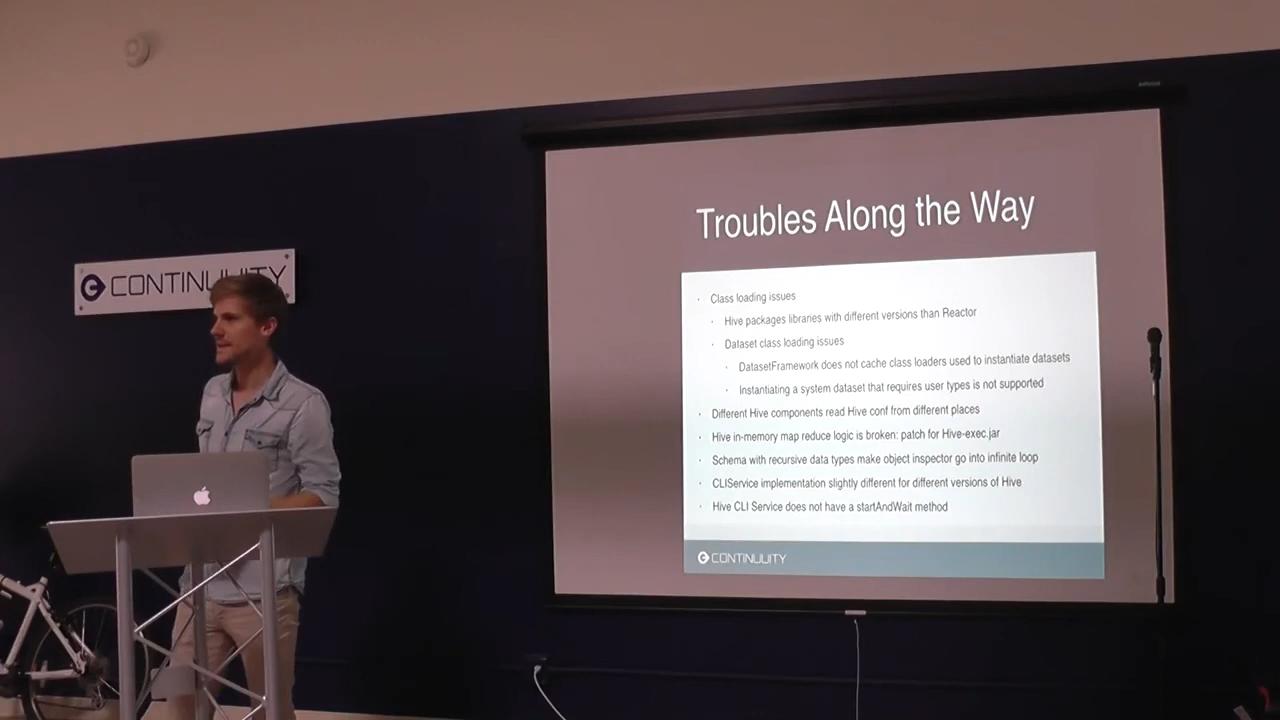 CONTINUUITY
Troubles Along the Way
· Class loading issues
· Hive packages libraries with different versions than Reactor
· Dataset class loading issues
· DatasetFramework does not cache class loaders used to instantiate datasets
· Instantiating a system dataset that requires user types is not supported
· Different Hive components read Hive conf from different places
· Hive in-memory map reduce logic is broken: patch for Hive-exec.jar
· Schema with recursive data types make object inspector go into infinite loop
· CLIService implementation slightly different for different versions of Hive
· Hive CLI Service does not have a startAndWait method
CONTINUUITY